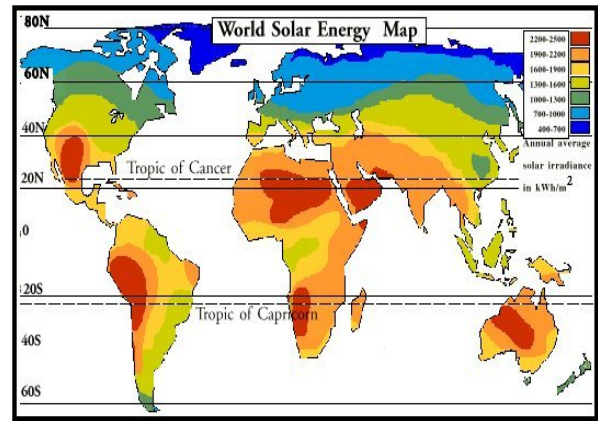 World Solar Energy Map
80N
60N
40N
20N
0
20S
40S
60S
Tropic of Cancer
Tropic of Capricorn
2200-2500
1900-2200
1600-1900
1300-1600
1000-1300
700-1000
400-700
Annual average
solar irradiance
in kWh/m²